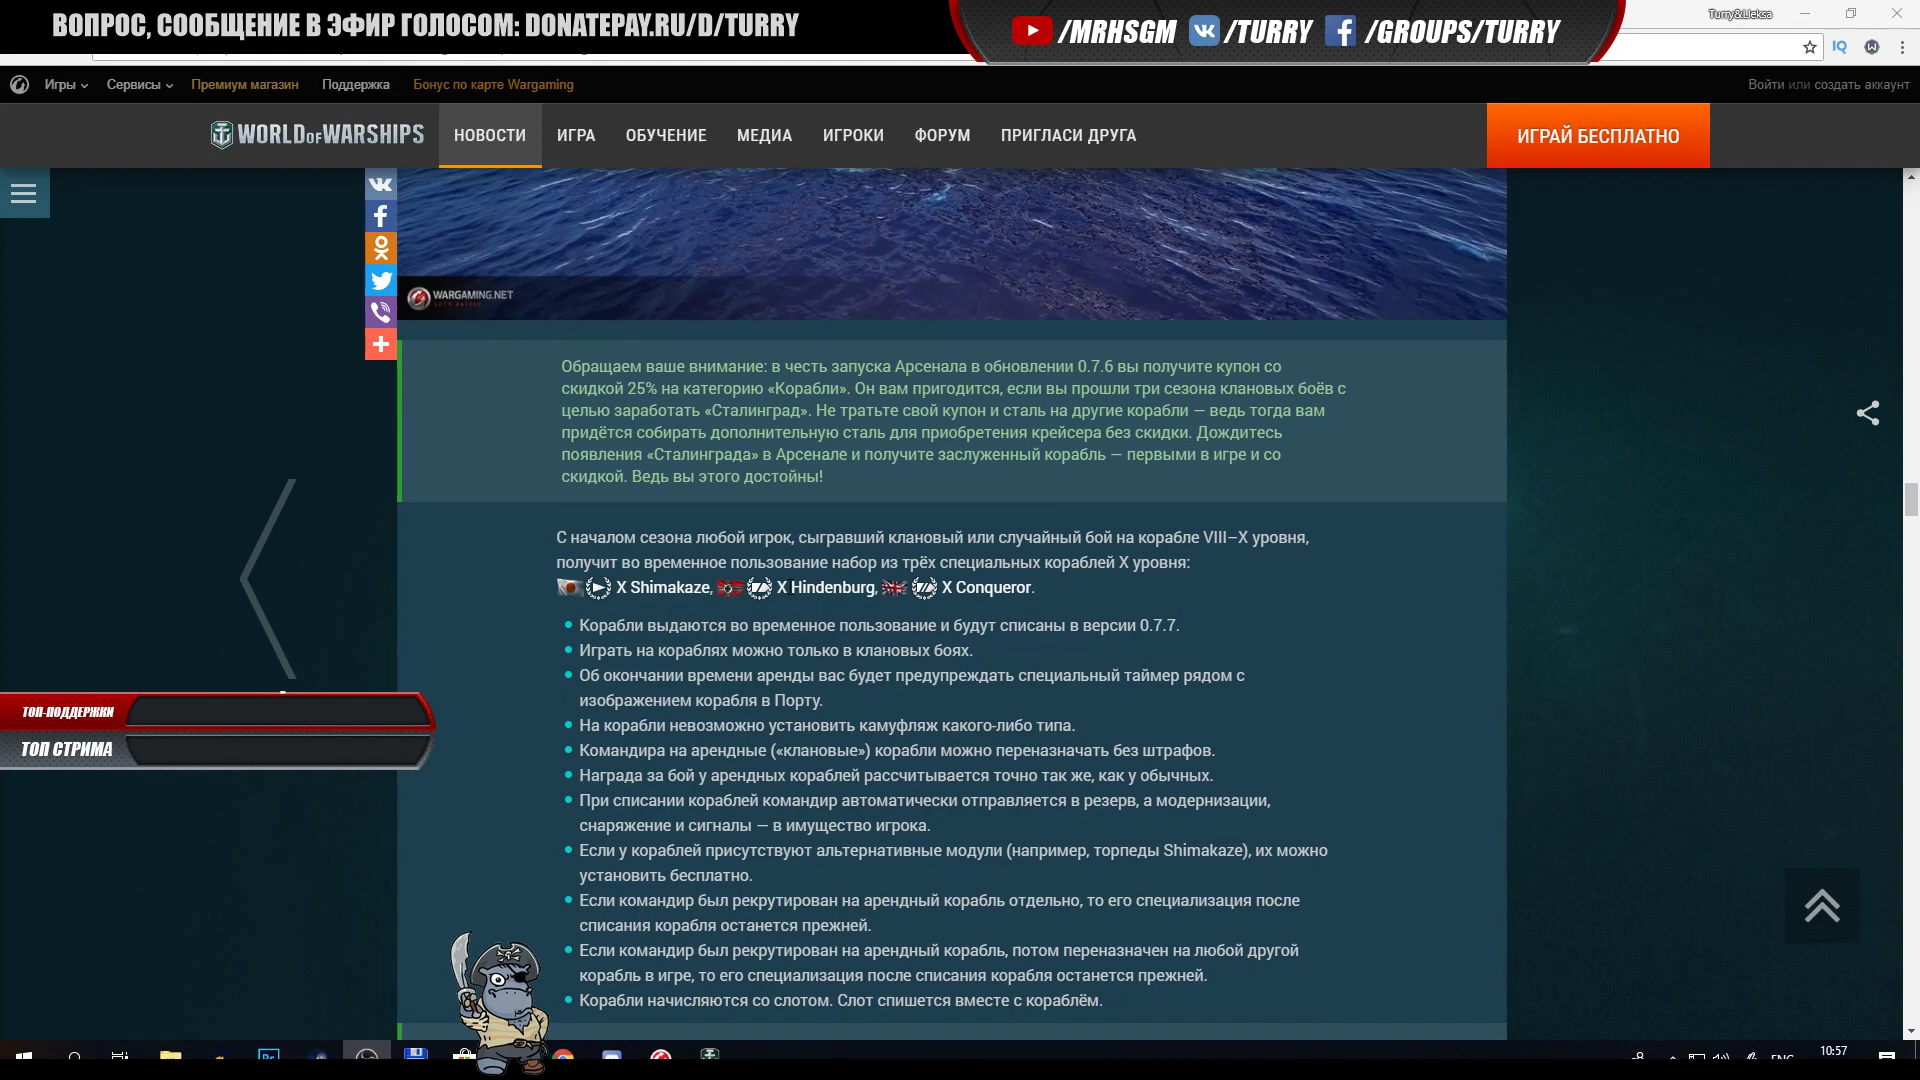 ВОПРОС, СООБЩЕНИЕ В ЭФИР ГОЛОСОМ: DONATEPAY.RU/D/TURRY
/MRHSGM /TURRY /GROUPS/TURRY
Turry&Lleksa
IQ
Игры Сервисы Премиум магазин Поддержка Бонус по карте Wargaming
Войти или создать аккаунт
WORLD OF WARSHIPS НОВОСТИ ИГРА ОБУЧЕНИЕ МЕДИА ИГРОКИ ФОРУМ ПРИГЛАСИ ДРУГА
ИГРАЙ БЕСПЛАТНО
WARGAMING.NET
LET'S BATTLE
Обращаем ваше внимание: в честь запуска Арсенала в обновлении 0.7.6 вы получите купон со
скидкой 25% на категорию «Корабли». Он вам пригодится, если вы прошли три сезона клановых боёв с
целью заработать «Сталинград». Не тратьте свой купон и сталь на другие корабли — ведь тогда вам
придётся собирать дополнительную сталь для приобретения крейсера без скидки. Дождитесь
появления «Сталинграда» в Арсенале и получите заслуженный корабль — первыми в игре и со
скидкой. Ведь вы этого достойны!
С началом сезона любой игрок, сыгравший клановый или случайный бой на корабле VIII–X уровня,
получит во временное пользование набор из трёх специальных кораблей X уровня:
X Shimakaze, X Hindenburg, X Conqueror.
Корабли выдаются во временное пользование и будут списаны в версии 0.7.7.
Играть на кораблях можно только в клановых боях.
Об окончании времени аренды вас будет предупреждать специальный таймер рядом с
изображением корабля в Порту.
На корабли невозможно установить камуфляж какого-либо типа.
Командира на арендные («клановые») корабли можно переназначать без штрафов.
Награда за бой у арендных кораблей рассчитывается точно так же, как у обычных.
При списании кораблей командир автоматически отправляется в резерв, а модернизации,
снаряжение и сигналы — в имущество игрока.
Если у кораблей присутствуют альтернативные модули (например, торпеды Shimakaze), их можно
установить бесплатно.
Если командир был рекрутирован на арендный корабль отдельно, то его специализация после
списания корабля останется прежней.
Если командир был рекрутирован на арендный корабль, потом переназначен на любой другой
корабль в игре, то его специализация после списания корабля останется прежней.
Корабли начисляются со слотом. Слот спишется вместе с кораблём.
ТОП-ПОДДЕРЖКИ
ТОП СТРИМА
ENG
10:57